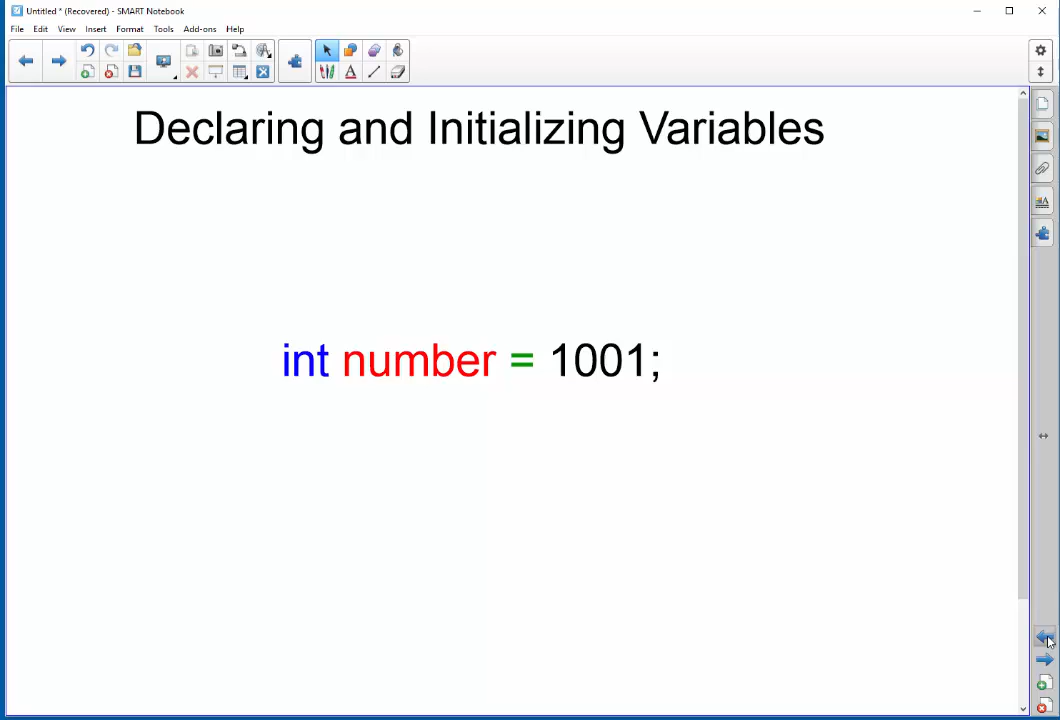 Untitled * (Recovered) - SMART Notebook
File Edit View Insert Format Tools Add-ons Help
Declaring and Initializing Variables
int number = 1001;